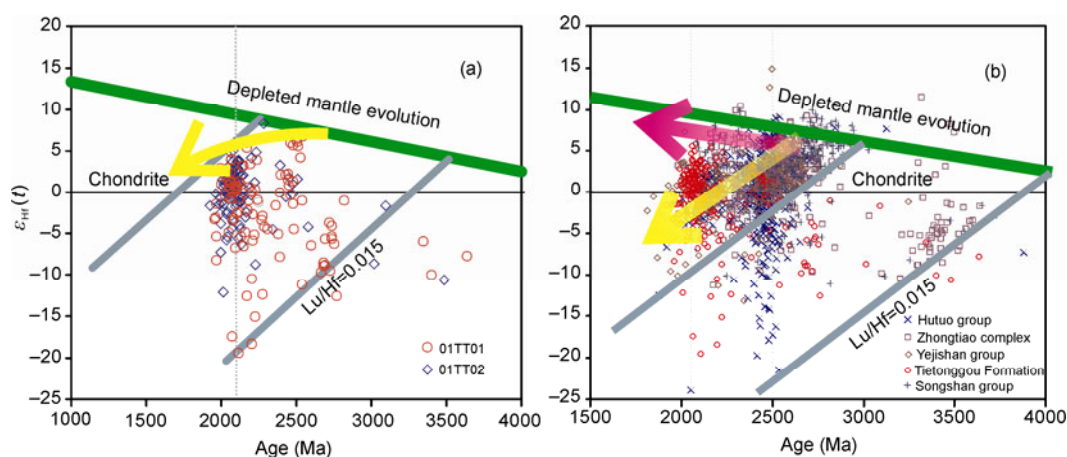 20
15
10
5
0
−5
−10
−15
−20
−25
εHf(t)
(a)
Depleted mantle evolution
Chondrite
Lu/Hf=0.015
01TT01
01TT02
1000 1500 2000 2500 3000 3500 4000
Age (Ma)
20
15
10
5
0
−5
−10
−15
−20
−25
(b)
Depleted mantle evolution
Chondrite
Lu/Hf=0.015
Hutuo group
Zhongtiao complex
Yejishan group
Tietonggou Formation
Songshan group
1500 2000 2500 3000 3500 4000
Age (Ma)